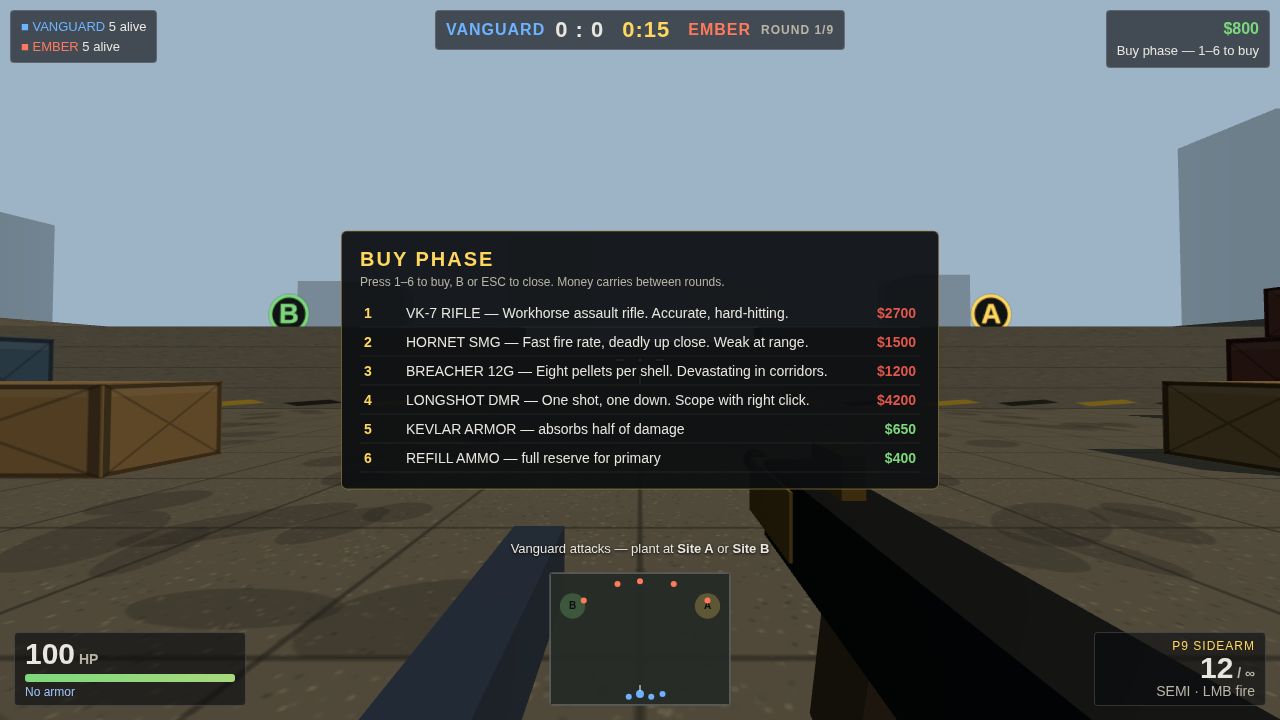 ■ VANGUARD 5 alive
■ EMBER 5 alive
VANGUARD 0 : 0 0:15 EMBER ROUND 1/9
$800
Buy phase — 1–6 to buy
B
A
BUY PHASE
Press 1–6 to buy, B or ESC to close. Money carries between rounds.
1 VK-7 RIFLE — Workhorse assault rifle. Accurate, hard-hitting. $2700
2 HORNET SMG — Fast fire rate, deadly up close. Weak at range. $1500
3 BREACHER 12G — Eight pellets per shell. Devastating in corridors. $1200
4 LONGSHOT DMR — One shot, one down. Scope with right click. $4200
5 KEVLAR ARMOR — absorbs half of damage $650
6 REFILL AMMO — full reserve for primary $400
Vanguard attacks — plant at Site A or Site B
B
A
100 HP
No armor
P9 SIDEARM
12 / ∞
SEMI · LMB fire